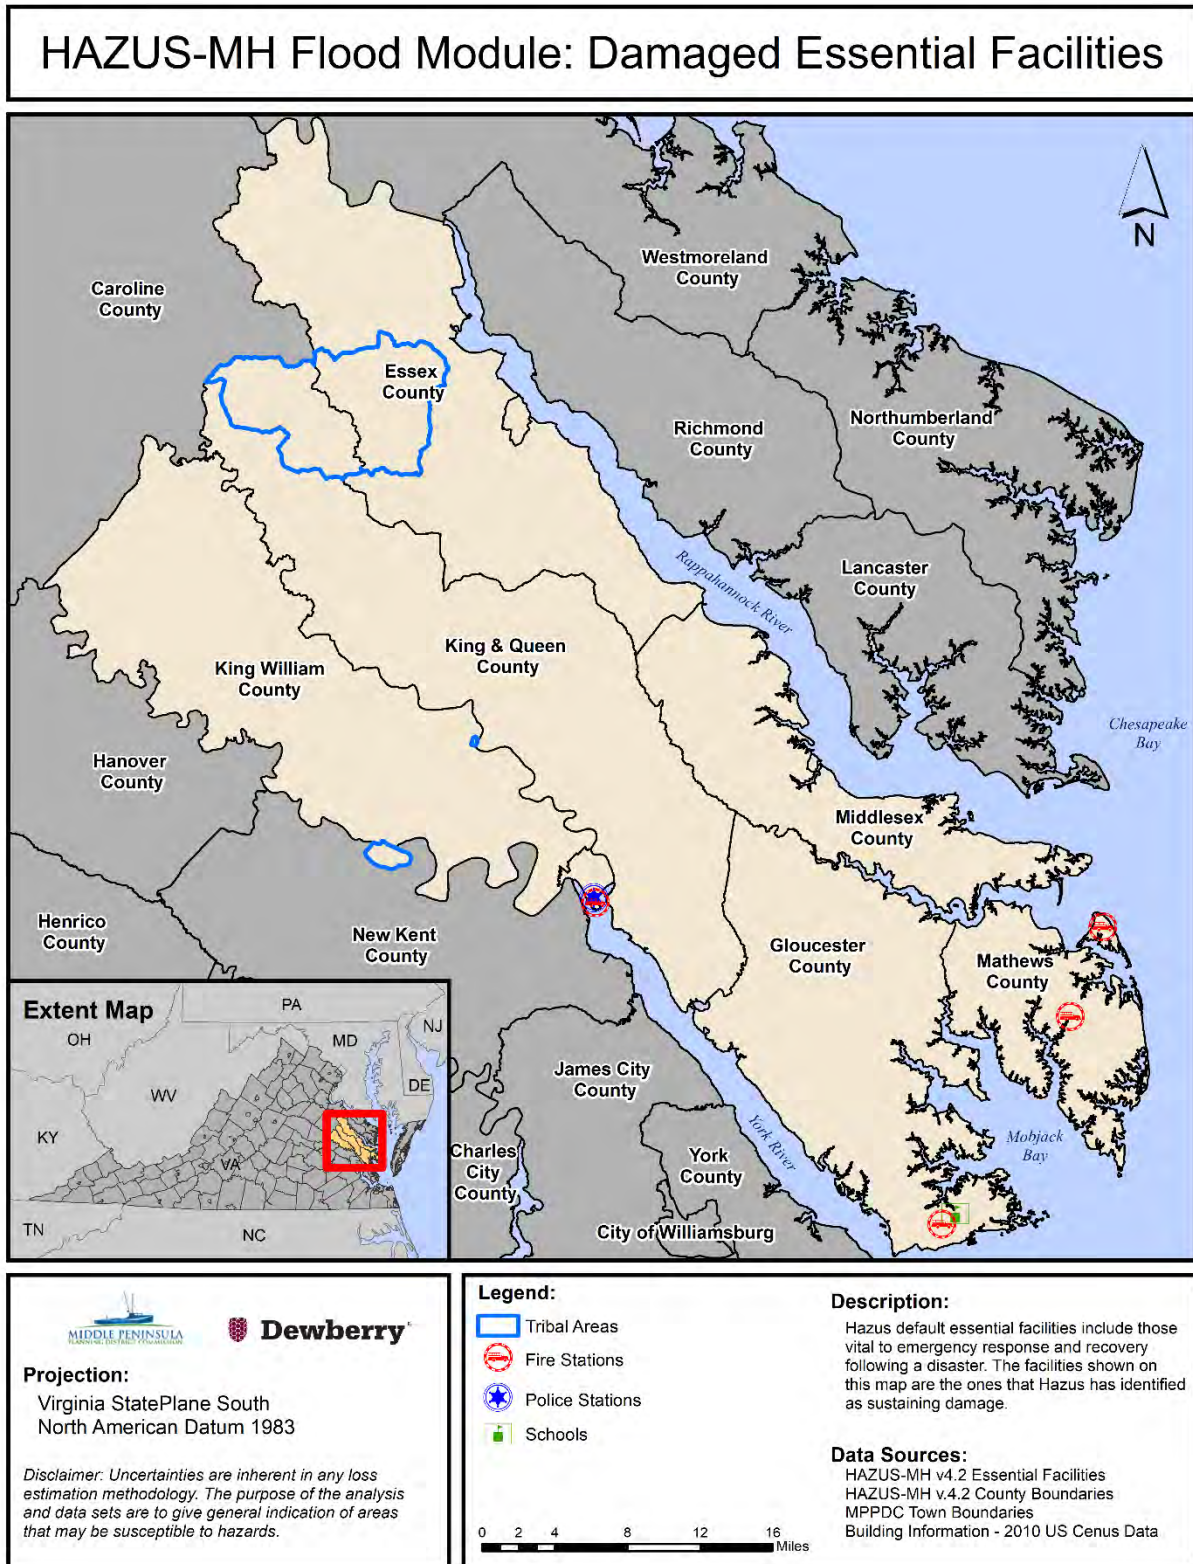 HAZUS-MH Flood Module: Damaged Essential Facilities
N
Westmoreland
County
Caroline
County
Essex
County
Northumberland
County
Richmond
County
Rappahannock River
Lancaster
County
King & Queen
County
King William
County
Chesapeake
Bay
Hanover
County
Middlesex
County
Henrico
County
New Kent
County
Gloucester
County
Mathews
County
James City
County
York River
Mobjack
Bay
Charles
City
County
York
County
City of Williamsburg
Extent Map
PA
OH
MD
NJ
WV
DE
KY
VA
TN
NC
MIDDLE PENINSULA
PLANNING DISTRICT COMMISSION
Dewberry
Projection:
Virginia StatePlane South
North American Datum 1983
Disclaimer: Uncertainties are inherent in any loss
estimation methodology. The purpose of the analysis
and data sets are to give general indication of areas
that may be susceptible to hazards.
Legend:
Tribal Areas
Fire Stations
Police Stations
Schools
0 2 4 8 12 16
Miles
Description:
Hazus default essential facilities include those
vital to emergency response and recovery
following a disaster. The facilities shown on
this map are the ones that Hazus has identified
as sustaining damage.
Data Sources:
HAZUS-MH v4.2 Essential Facilities
HAZUS-MH v.4.2 County Boundaries
MPPDC Town Boundaries
Building Information - 2010 US Cenus Data